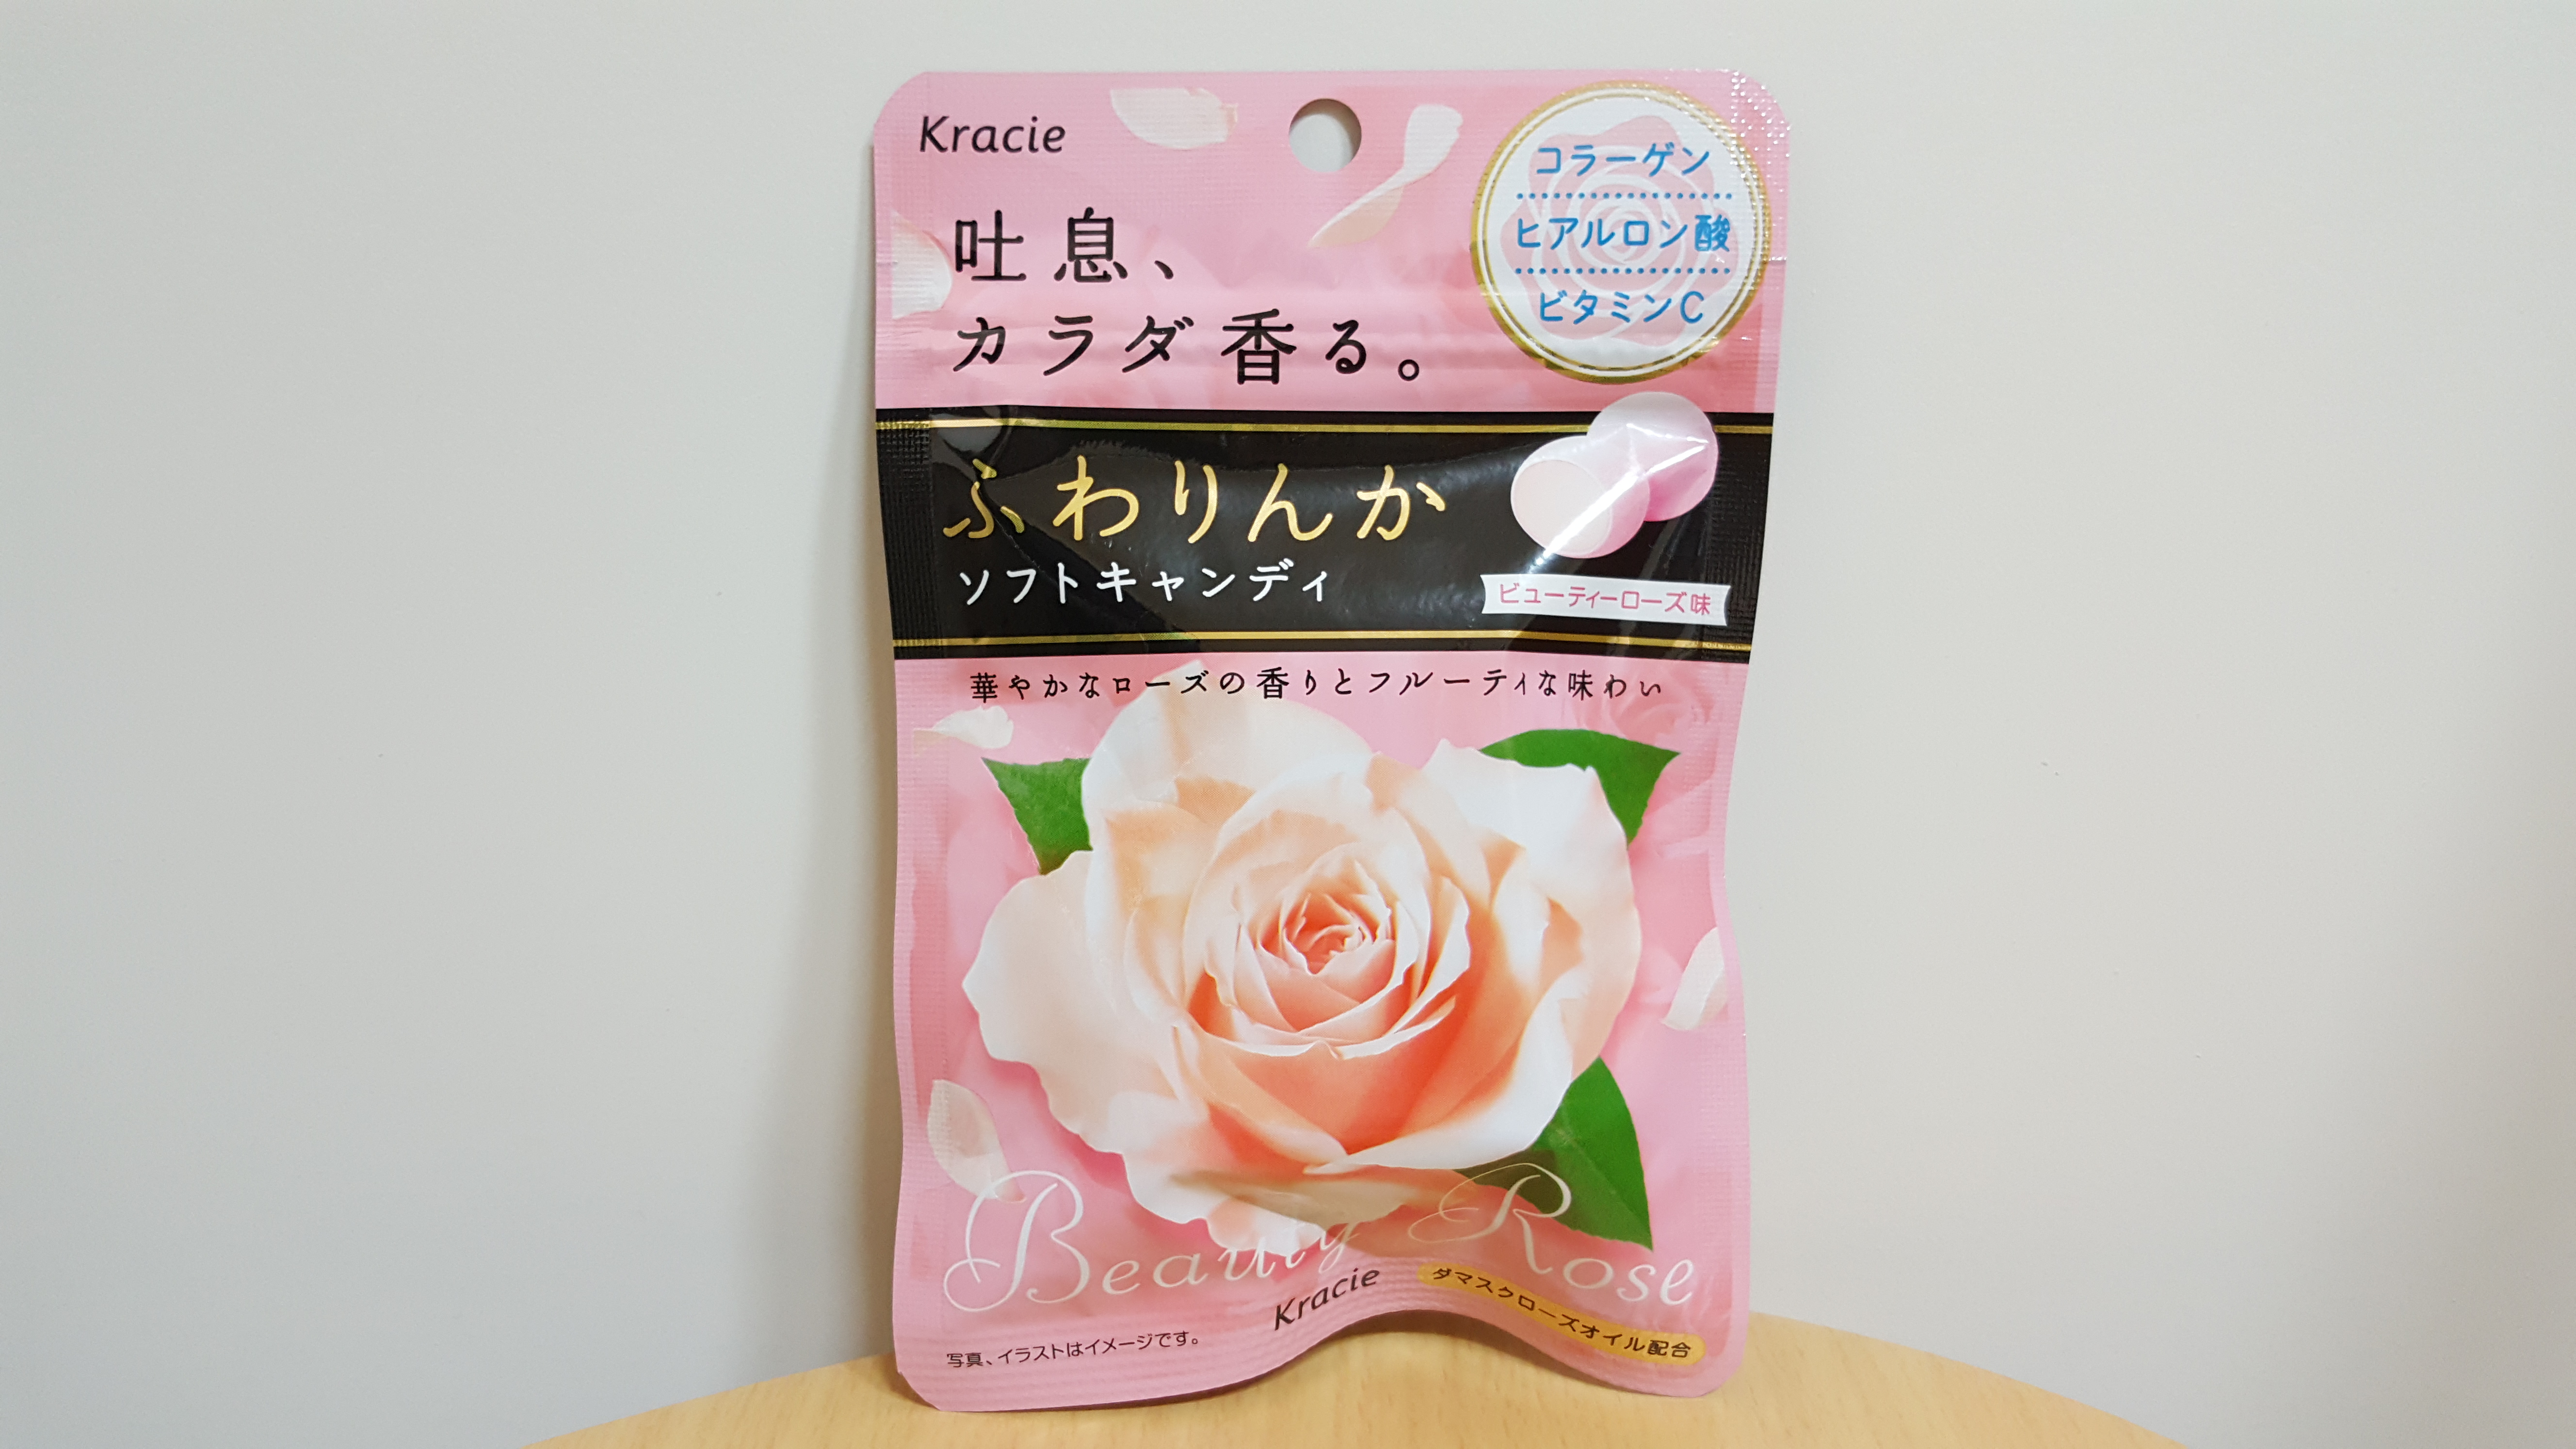 Kracie
コラーゲン
ヒアルロン酸
ビタミンC
吐息、
カラダ香る。
ふわりんか
ソフトキャンディ
ビューティーローズ味
華やかなローズの香りとフルーティな味わい
Beauty Rose
Kracie
ダマスクローズオイル配合
写真、イラストはイメージです。